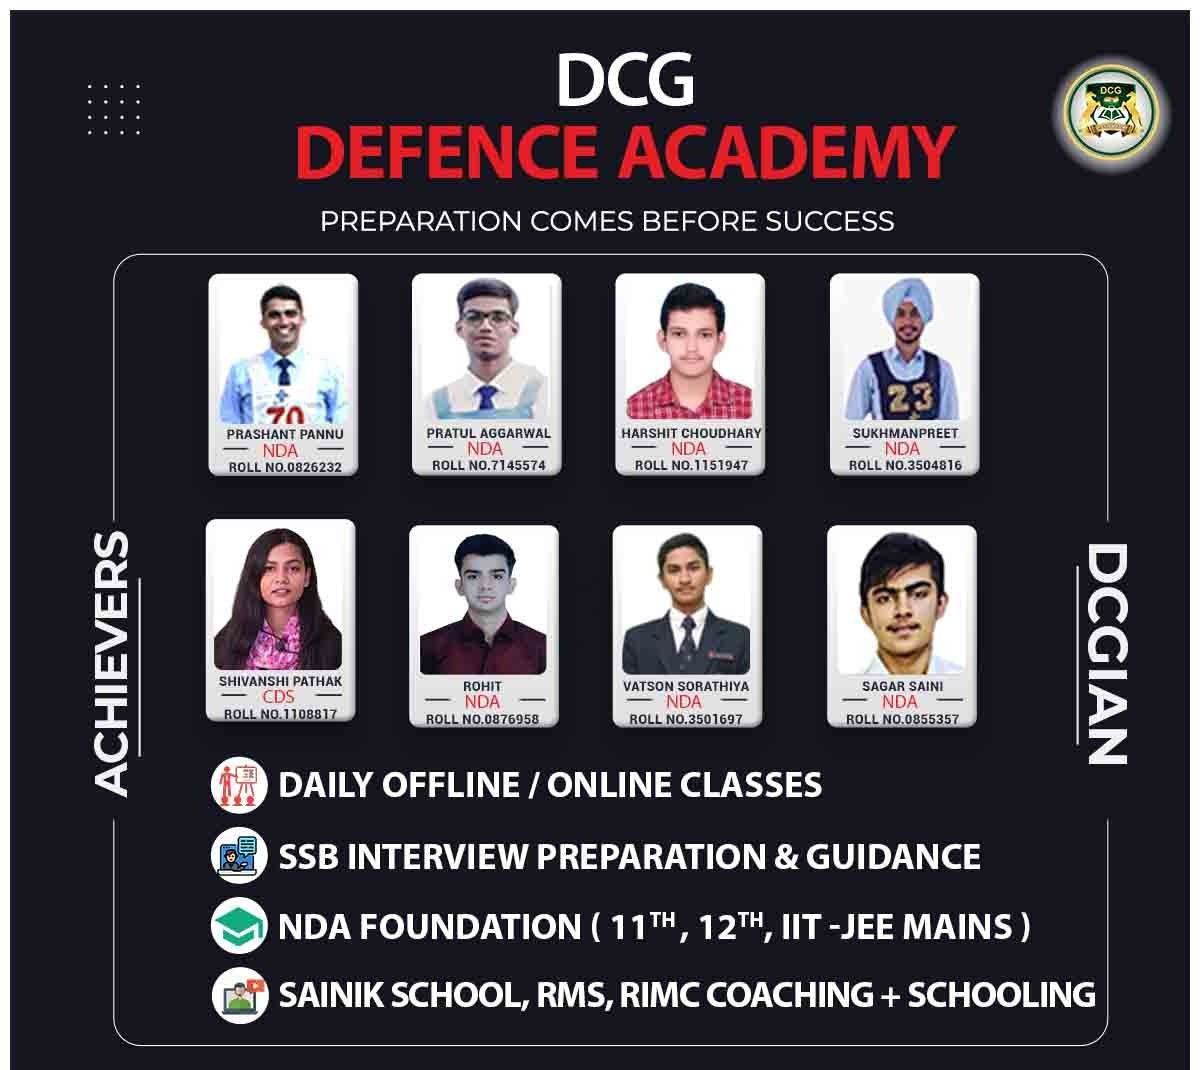 DCG
DEFENCE ACADEMY
PREPARATION COMES BEFORE SUCCESS
DCG
70
PRASHANT PANNU
NDA
ROLL NO.0826232
PRATUL AGGARWAL
NDA
ROLL NO.7145574
HARSHIT CHOUDHARY
NDA
ROLL NO.1151947
23
SUKHMANPREET
NDA
ROLL NO.3504816
SHIVANSHI PATHAK
CDS
ROLL NO.1108817
ROHIT
NDA
ROLL NO.0876958
VATSON SORATHIYA
NDA
ROLL NO.3501697
SAGAR SAINI
NDA
ROLL NO.0855357
ACHIEVERS
DCGIAN
DAILY OFFLINE / ONLINE CLASSES
SSB INTERVIEW PREPARATION & GUIDANCE
NDA FOUNDATION ( 11TH , 12TH, IIT -JEE MAINS )
SAINIK SCHOOL, RMS, RIMC COACHING + SCHOOLING